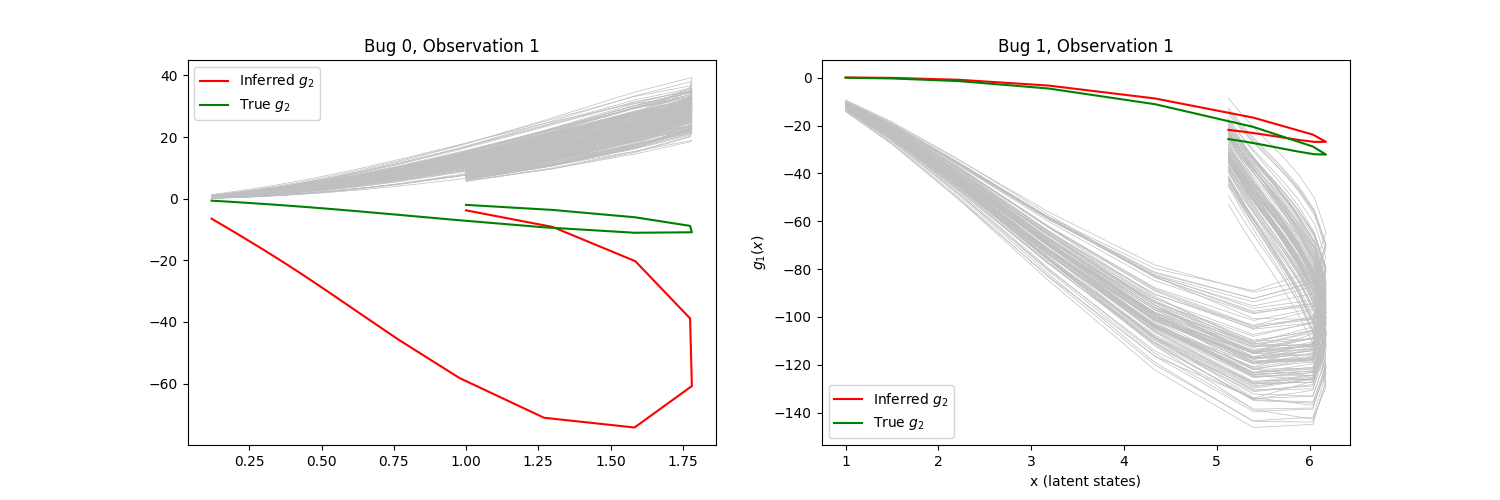 Bug 0, Observation 1
Inferred g₂
True g₂
40
20
0
−20
−40
−60
0.25 0.50 0.75 1.00 1.25 1.50 1.75
Bug 1, Observation 1
g₁(x)
0
−20
−40
−60
−80
−100
−120
−140
Inferred g₂
True g₂
1 2 3 4 5 6
x (latent states)